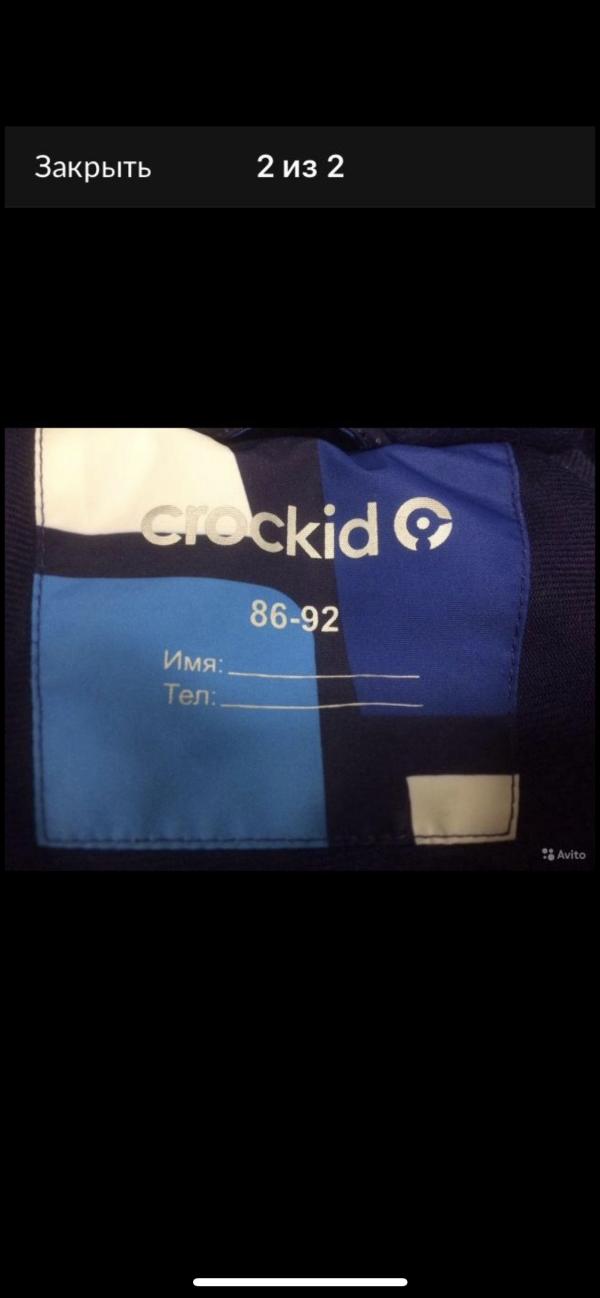 Закрыть 2 из 2
crockid
86-92
Имя:
Тел:
Avito